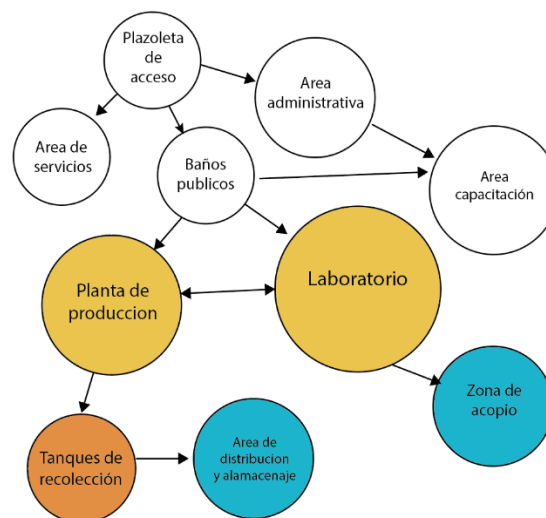 Plazoleta
de
acceso
Area
administrativa
Area de
servicios
Baños
publicos
Area
capacitación
Planta de
produccion
Laboratorio
Zona de
acopio
Tanques de
recolección
Area de
distribucion
y alamacenaje